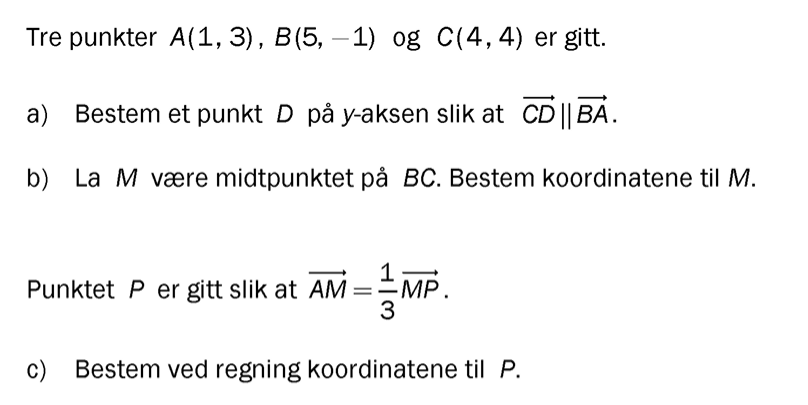 Tre punkter A(1, 3), B(5, −1) og C(4, 4) er gitt.
a) Bestem et punkt D på y-aksen slik at $\overrightarrow{CD} \| \overrightarrow{BA}$.
b) La M være midtpunktet på BC. Bestem koordinatene til M.
Punktet P er gitt slik at $\overrightarrow{AM} = \frac{1}{3}\overrightarrow{MP}$.
c) Bestem ved regning koordinatene til P.